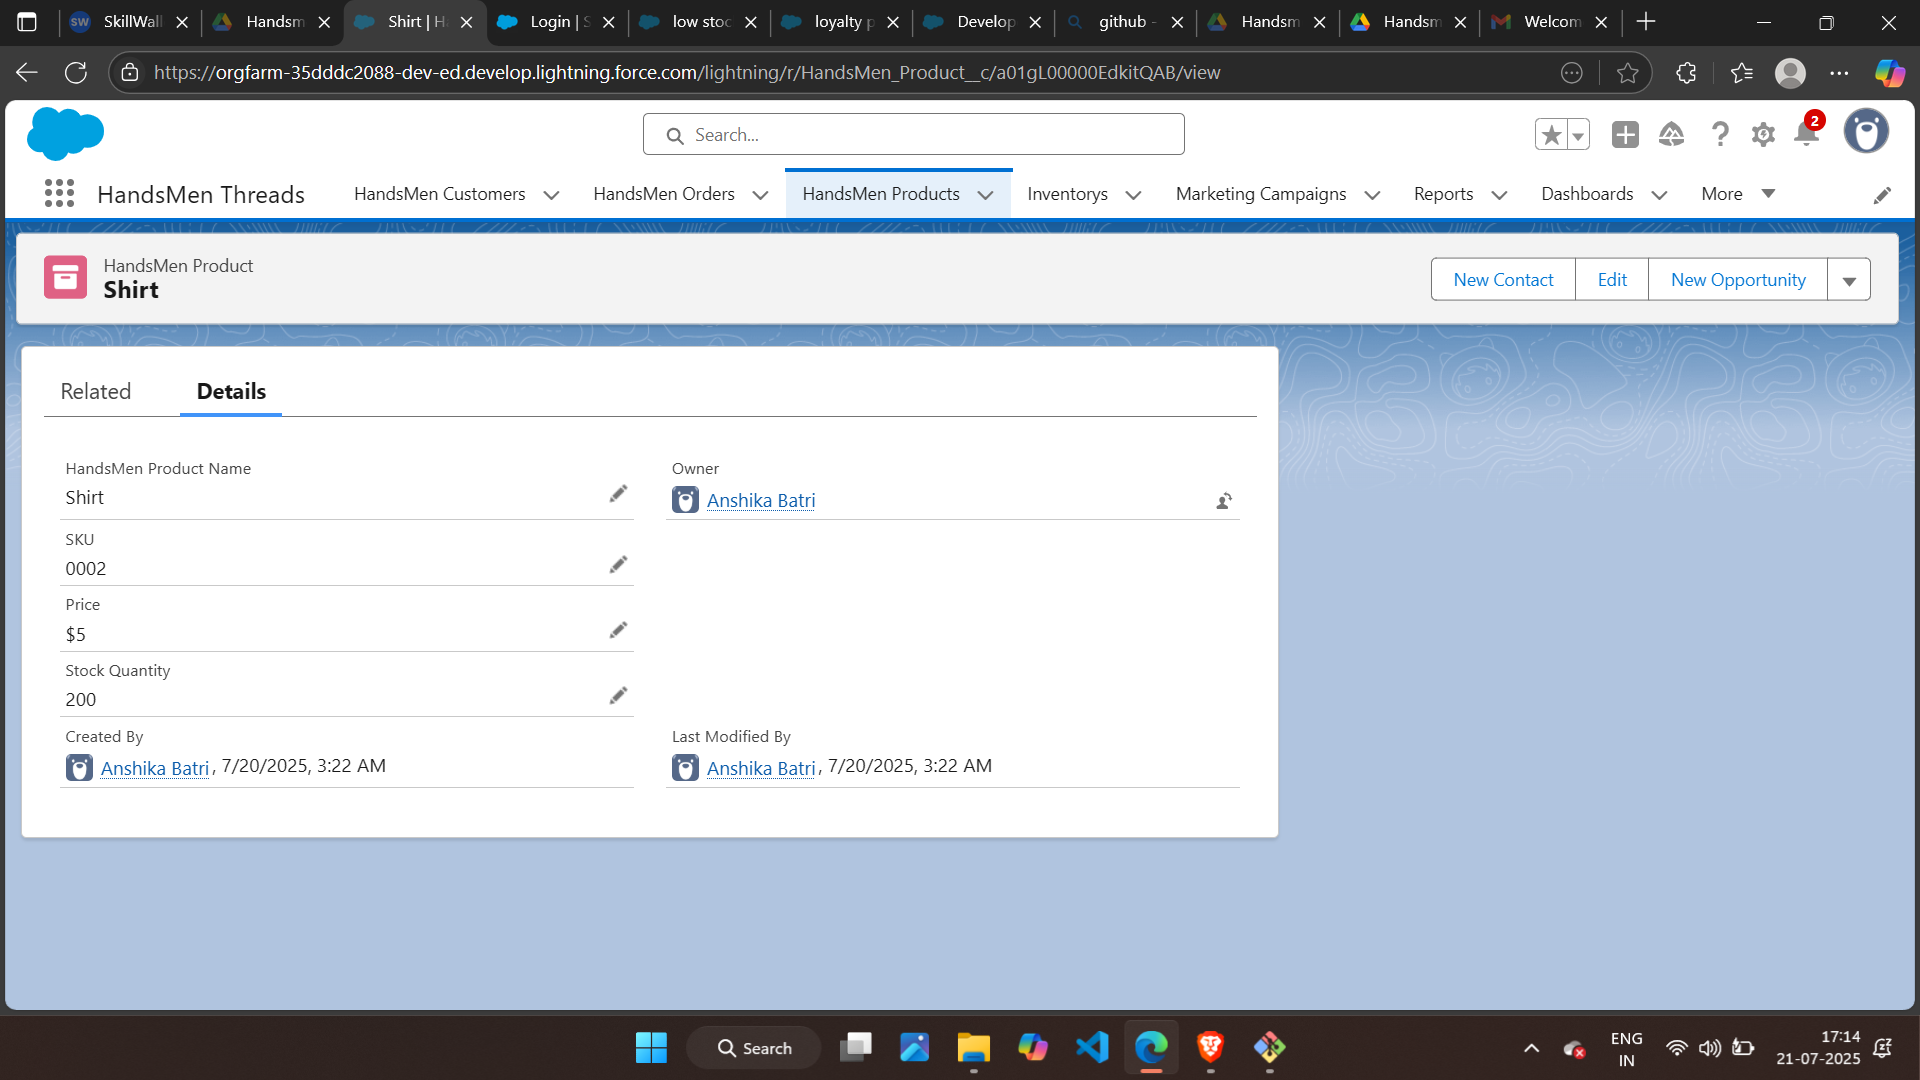 SW SkillWall
Handsm
Shirt | H
Login | S
low stoc
loyalty p
Develop
github -
Handsm
Handsm
Welcom
https://orgfarm-35dddc2088-dev-ed.develop.lightning.force.com/lightning/r/HandsMen_Product__c/a01gL00000EdkitQAB/view
Search...
2
HandsMen Threads
HandsMen Customers
HandsMen Orders
HandsMen Products
Inventorys
Marketing Campaigns
Reports
Dashboards
More
HandsMen Product
Shirt
New Contact
Edit
New Opportunity
Related
Details
HandsMen Product Name
Shirt
Owner
Anshika Batri
SKU
0002
Price
$5
Stock Quantity
200
Created By
Anshika Batri, 7/20/2025, 3:22 AM
Last Modified By
Anshika Batri, 7/20/2025, 3:22 AM
Search
ENG
IN
17:14
21-07-2025